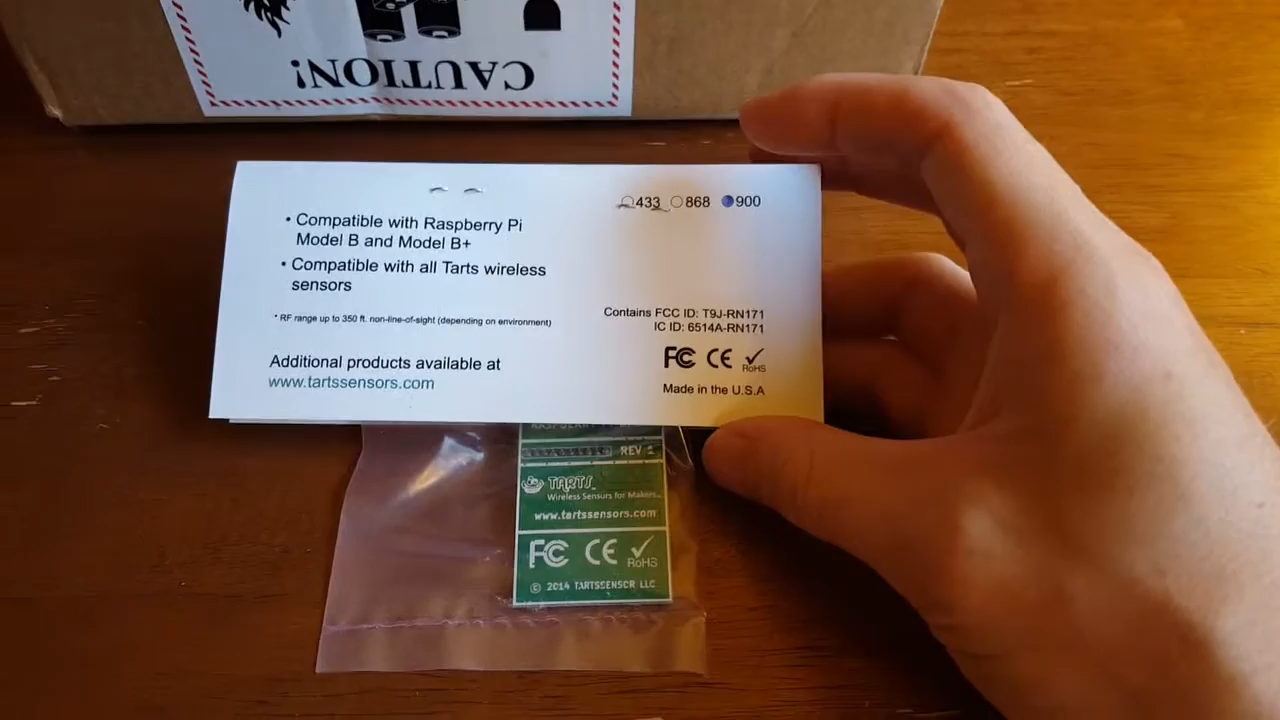 CAUTION!
433 868 900
• Compatible with Raspberry Pi
Model B and Model B+
• Compatible with all Tarts wireless
sensors
* RF range up to 350 ft. non-line-of-sight (depending on environment)
Contains FCC ID: T9J-RN171
IC ID: 6514A-RN171
FC CE RoHS
Additional products available at
www.tartssensors.com
Made in the U.S.A
REV 1
TARTS
Wireless Sensors for Makers
www.tartssensors.com
FC CE RoHS
© 2014 TARTSSENSOR LLC